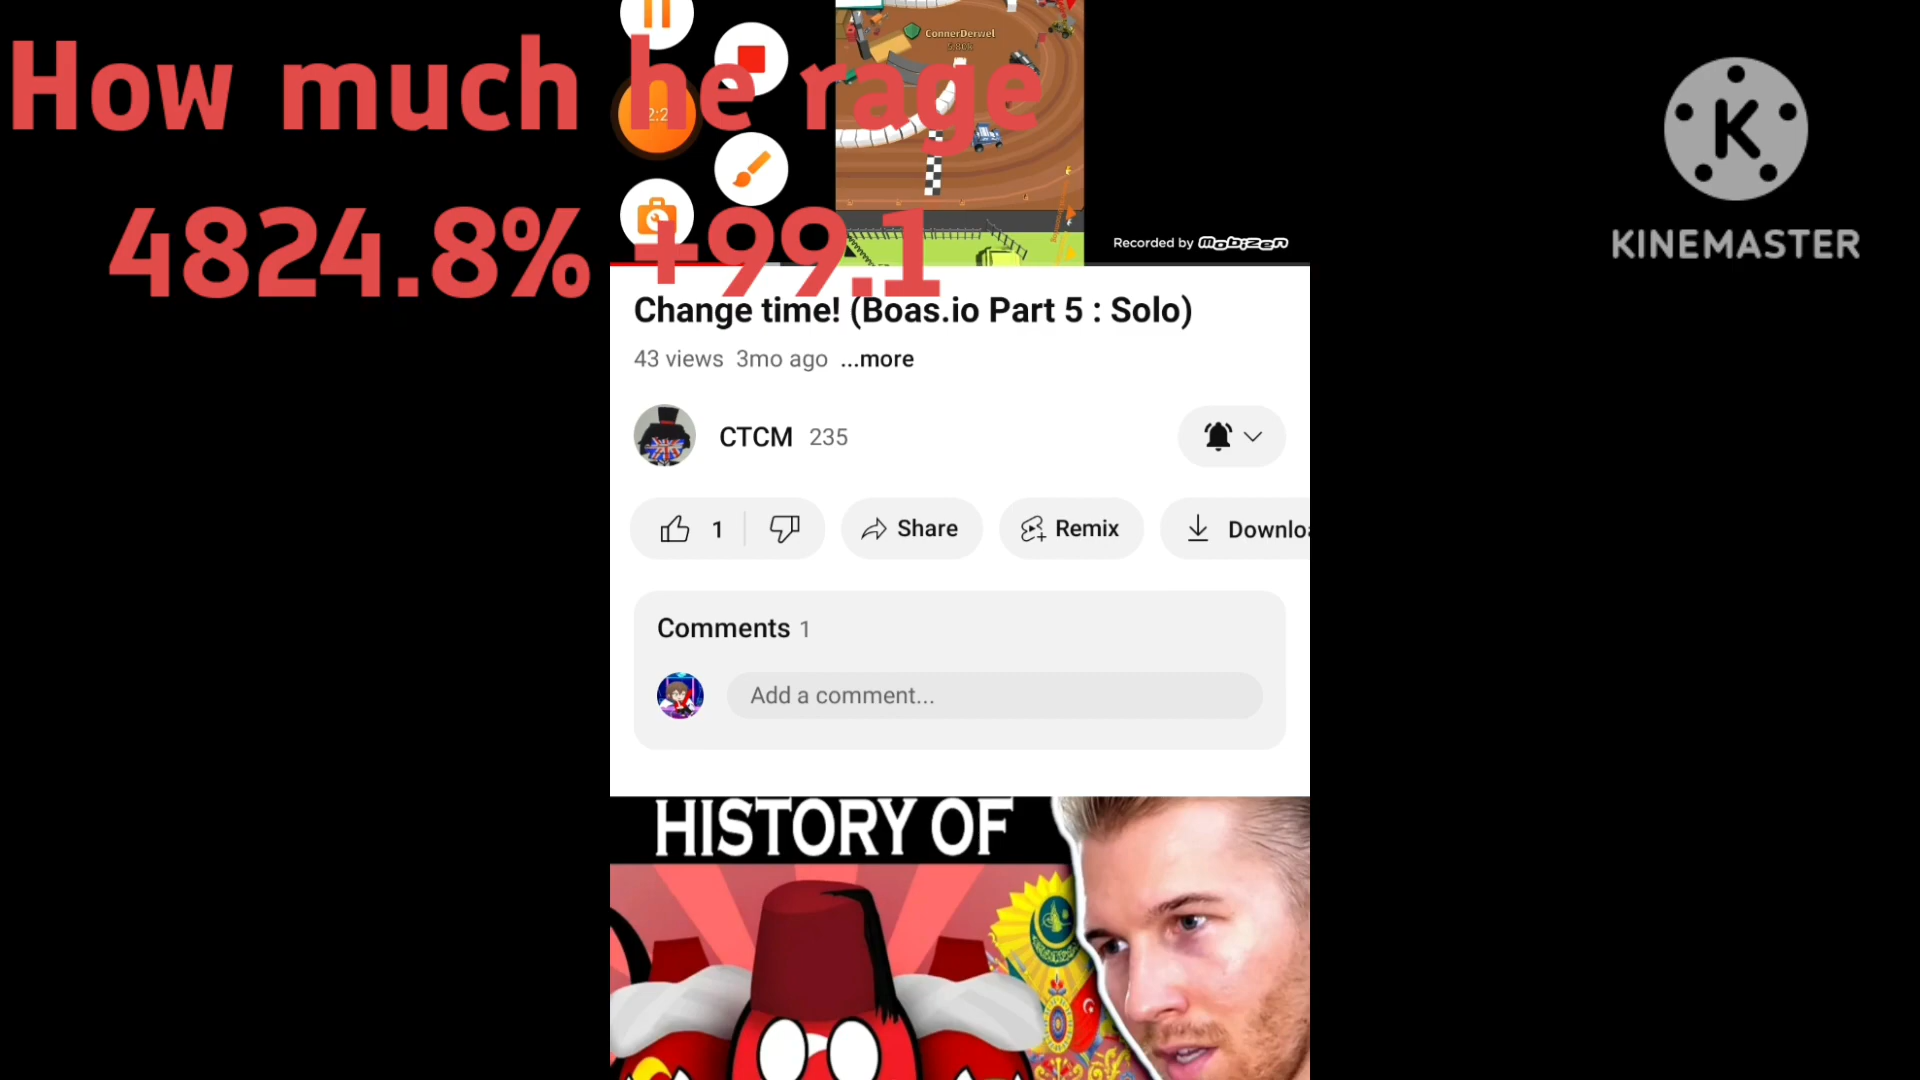 How much he rage
4824.8% +99.1
ConnerDerwel
Recorded by Mobizen
KINEMASTER
Change time! (Boas.io Part 5 : Solo)
43 views 3mo ago ...more
CTCM 235
1 Share Remix Downloa
Comments 1
Add a comment...
HISTORY OF